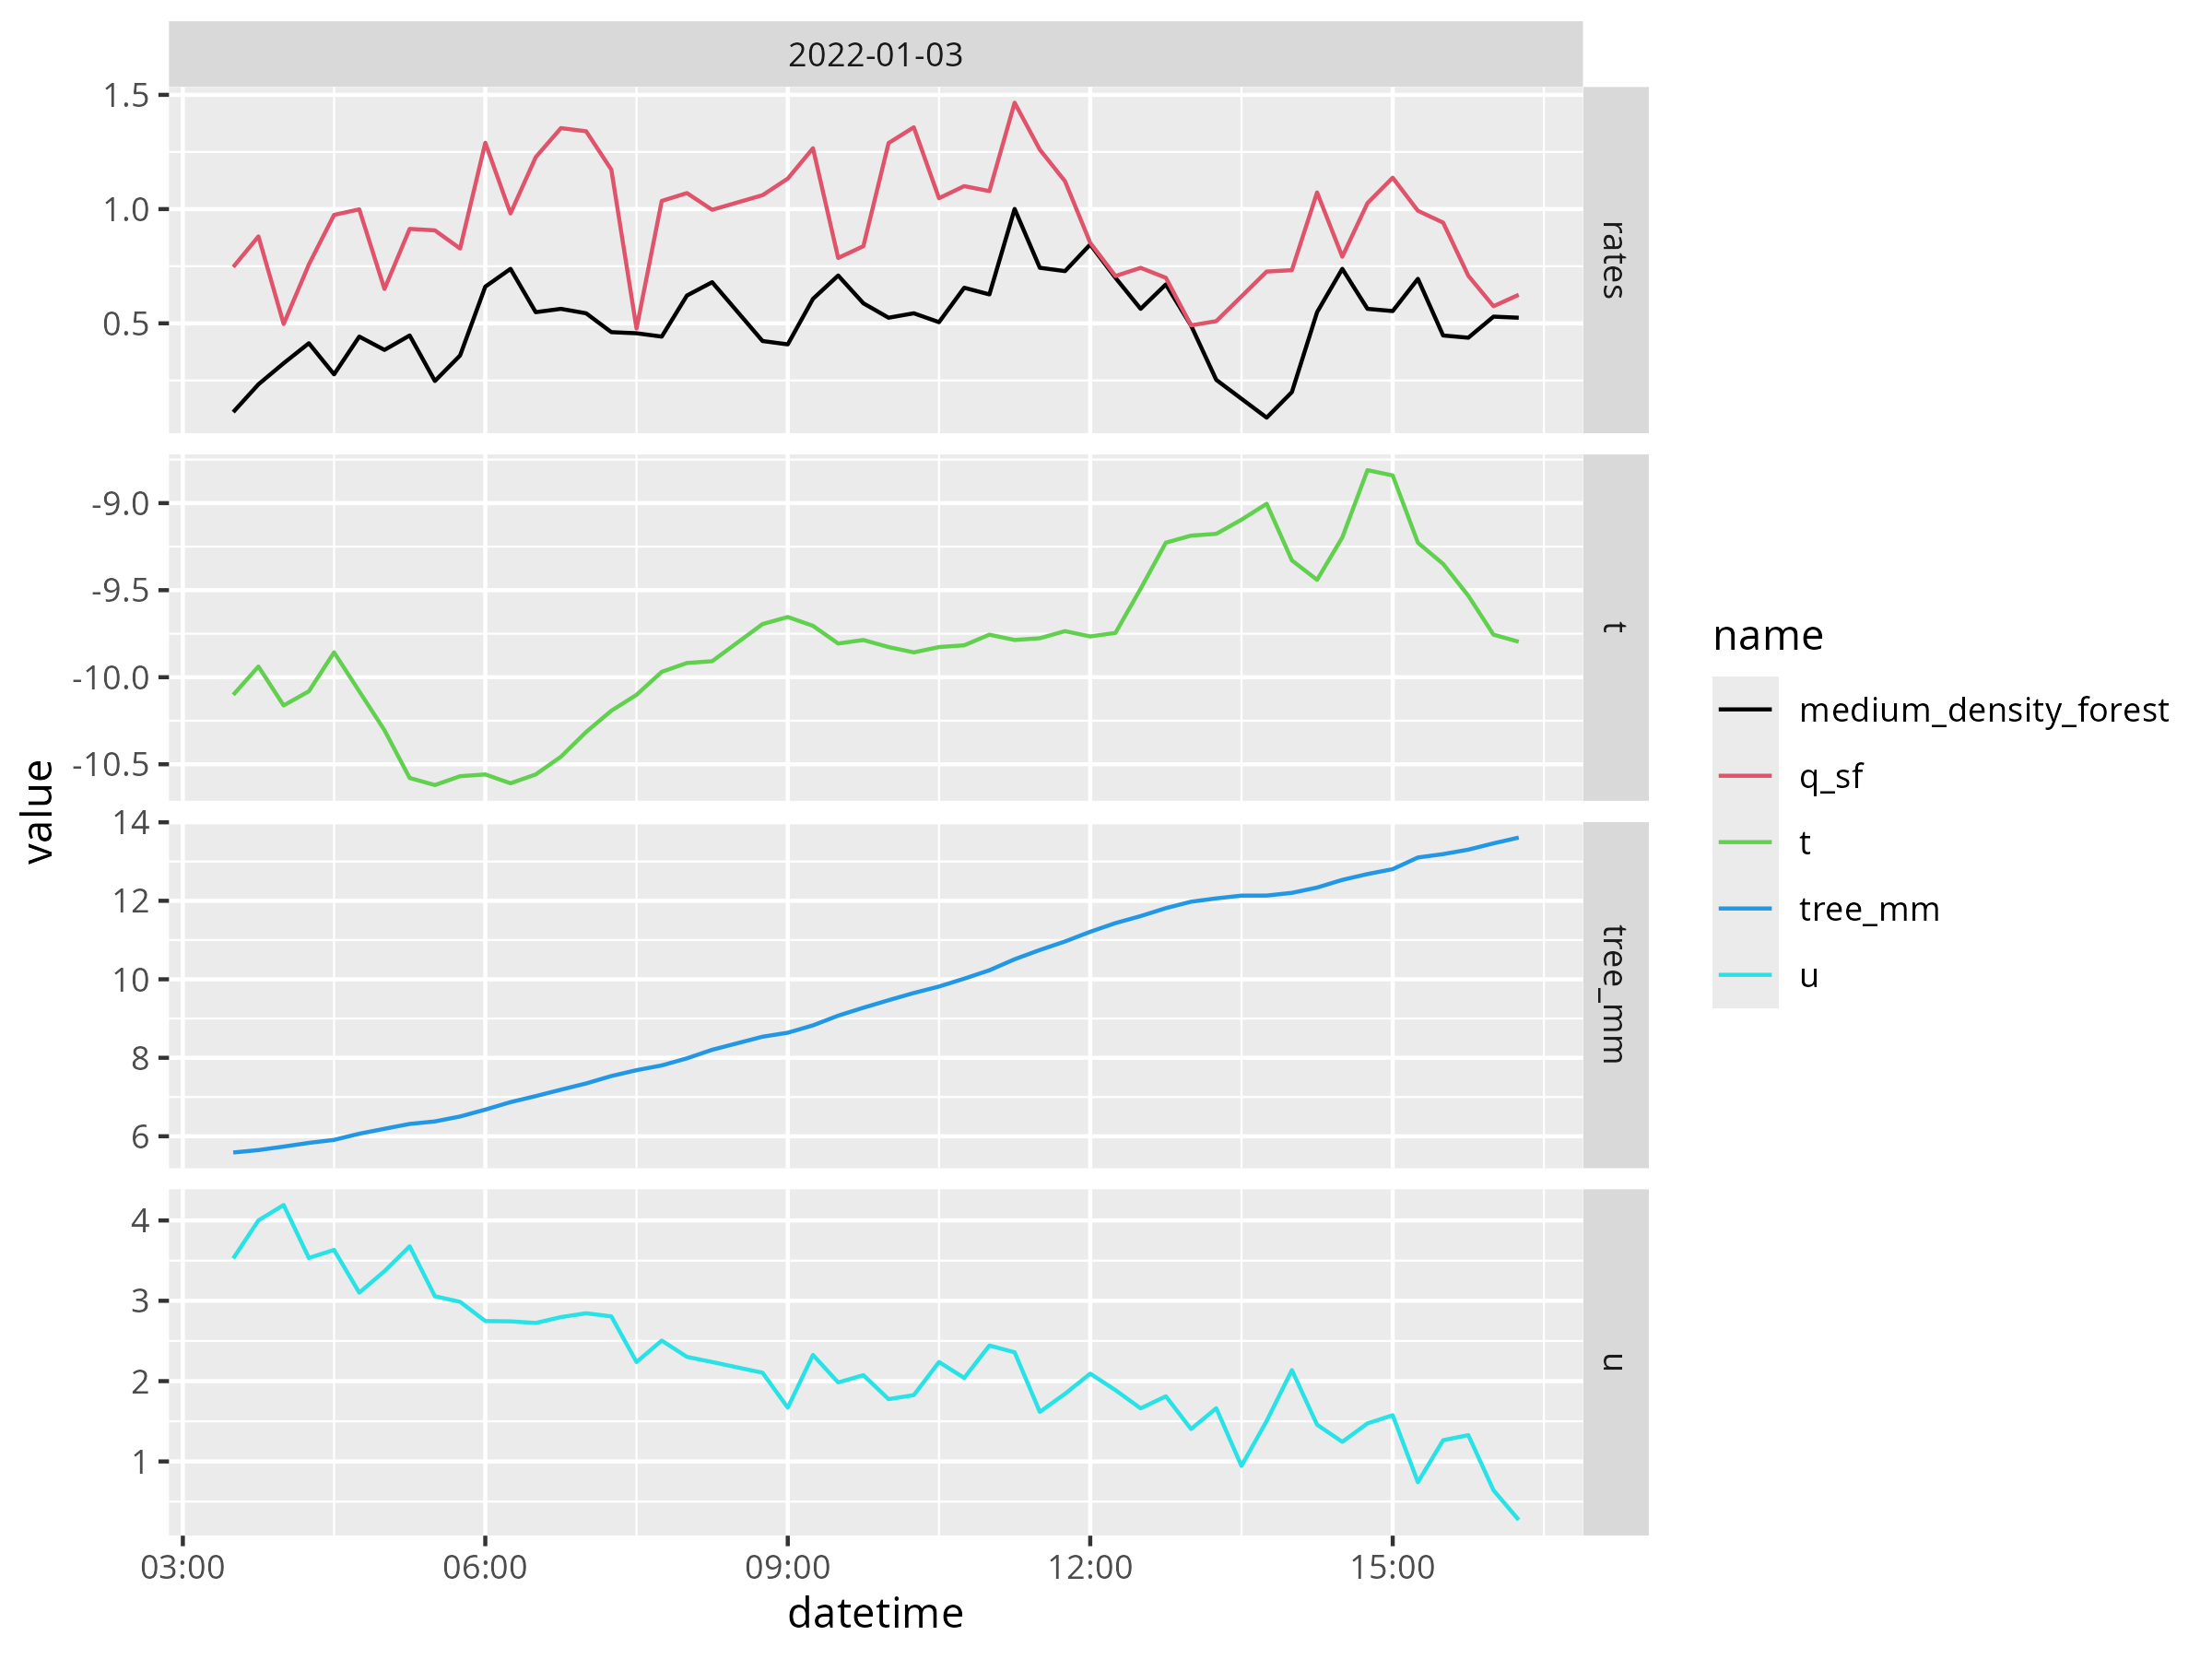 2022-01-03
1.5
1.0
0.5
rates
-9.0
-9.5
-10.0
-10.5
t
14
12
10
8
6
tree_mm
4
3
2
1
u
03:00
06:00
09:00
12:00
15:00
datetime
value
name
medium_density_forest
q_sf
t
tree_mm
u